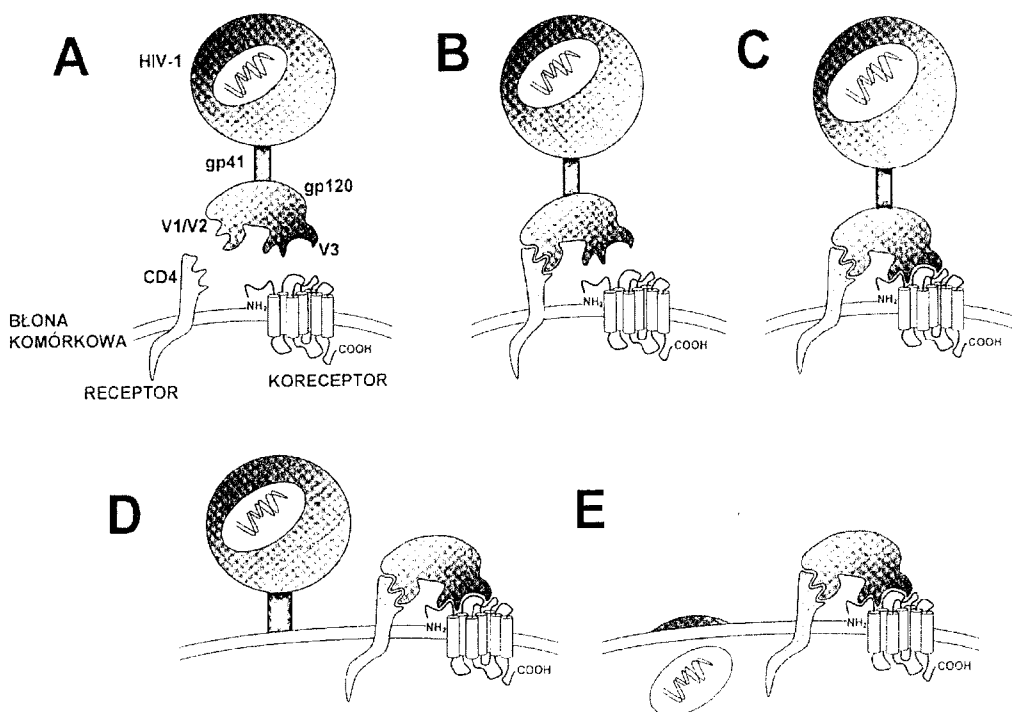 A
HIV-1
gp41
gp120
V1/V2
V3
CD4
NH₂
BŁONA
KOMÓRKOWA
COOH
RECEPTOR
KORECEPTOR
B
NH₂
COOH
C
NH₂
COOH
D
NH₂
COOH
E
NH₂
COOH